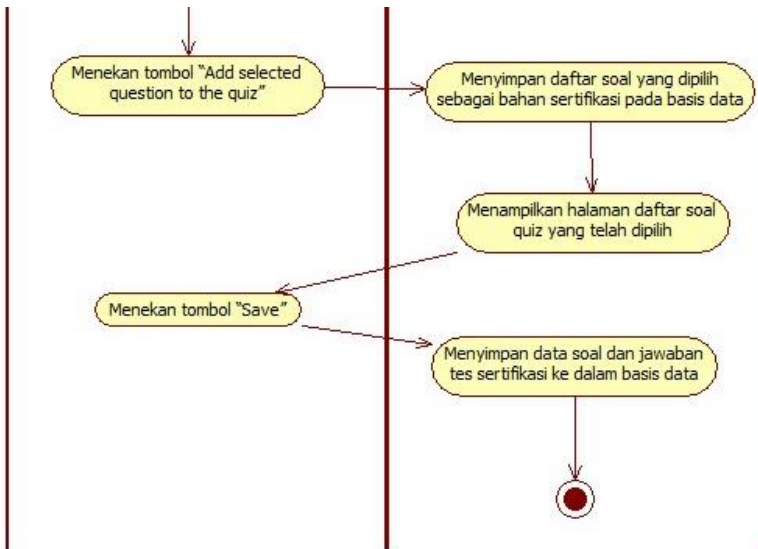 Menekan tombol “Add selected
question to the quiz”
Menyimpan daftar soal yang dipilih
sebagai bahan sertifikasi pada basis data
Menampilkan halaman daftar soal
quiz yang telah dipilih
Menekan tombol “Save”
Menyimpan data soal dan jawaban
tes sertifikasi ke dalam basis data